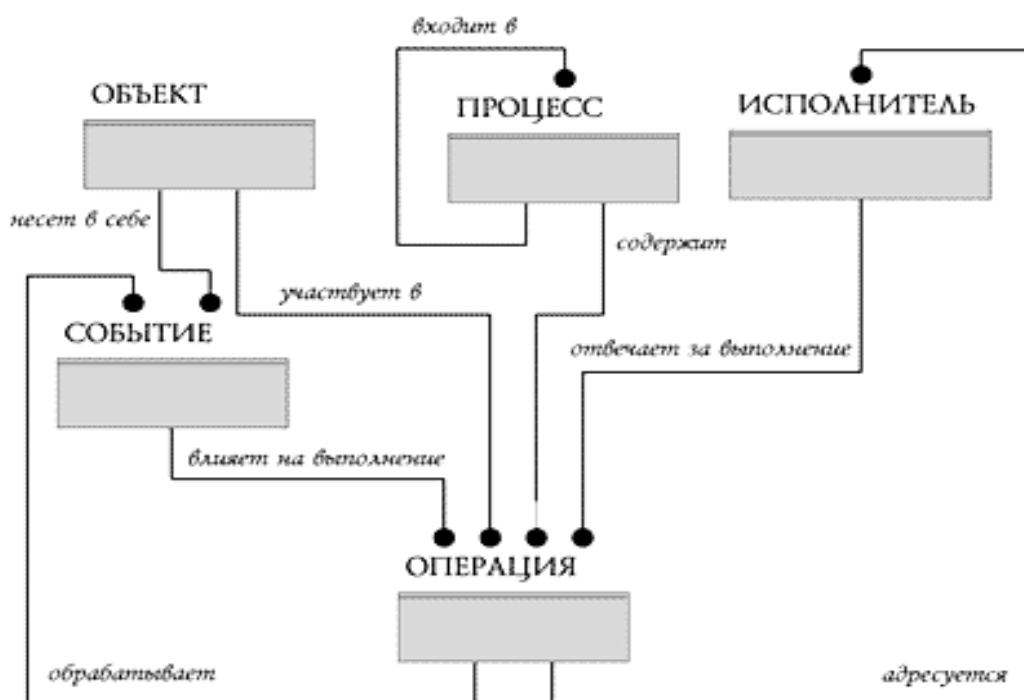 входит в
ОБЪЕКТ
ПРОЦЕСС
ИСПОЛНИТЕЛЬ
несет в себе
содержит
участвует в
СОБЫТИЕ
отвечает за выполнение
влияет на выполнение
ОПЕРАЦИЯ
обрабатывает
адресуется